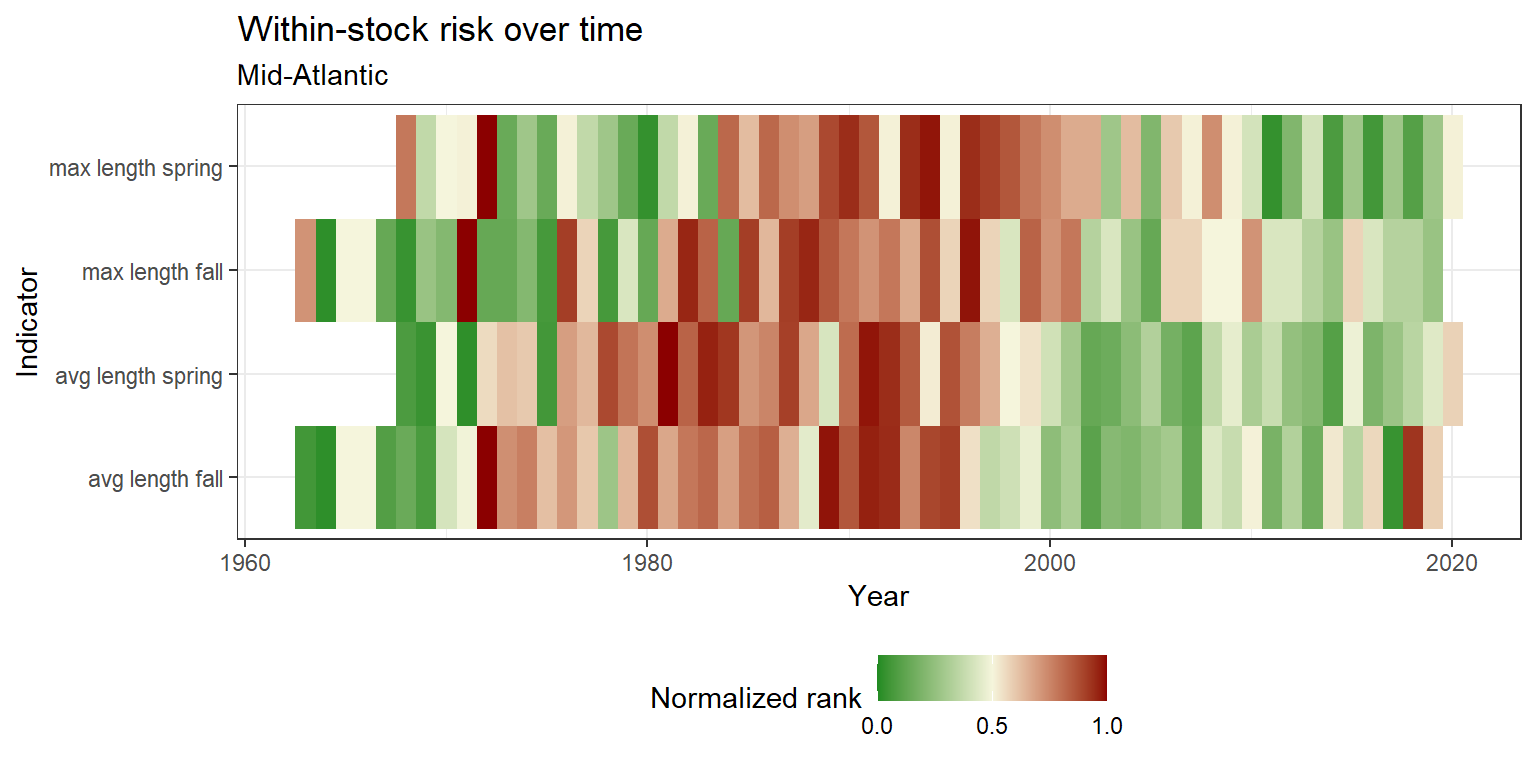 Within-stock risk over time
Mid-Atlantic
Indicator
max length spring
max length fall
avg length spring
avg length fall
1960 1980 2000 2020
Year
Normalized rank
0.0 0.5 1.0